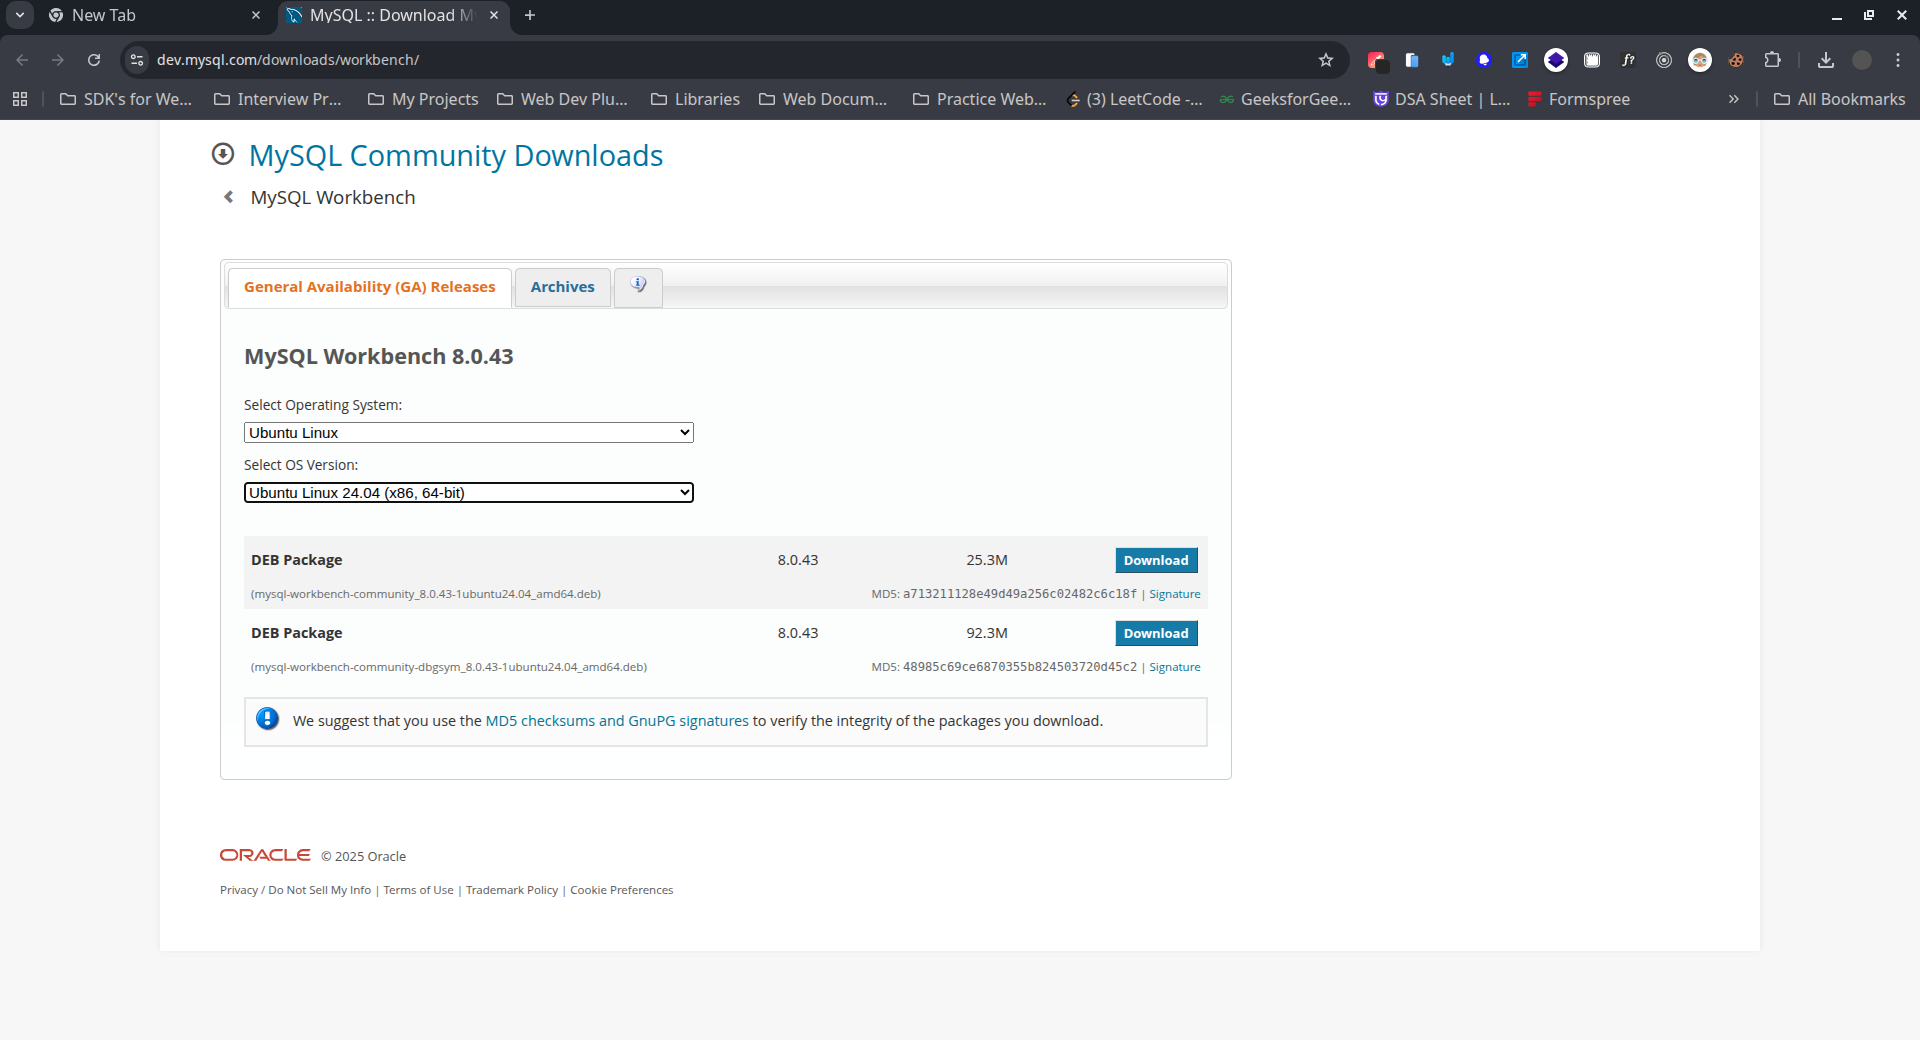 New Tab
MySQL :: Download M
dev.mysql.com/downloads/workbench/
SDK's for We...
Interview Pr...
My Projects
Web Dev Plu...
Libraries
Web Docum...
Practice Web...
(3) LeetCode -...
GeeksforGee...
DSA Sheet | L...
Formspree
All Bookmarks
MySQL Community Downloads
MySQL Workbench
General Availability (GA) Releases
Archives
MySQL Workbench 8.0.43
Select Operating System:
Ubuntu Linux
Select OS Version:
Ubuntu Linux 24.04 (x86, 64-bit)
DEB Package 8.0.43 25.3M Download
(mysql-workbench-community_8.0.43-1ubuntu24.04_amd64.deb) MD5: a713211128e49d49a256c02482c6c18f | Signature
DEB Package 8.0.43 92.3M Download
(mysql-workbench-community-dbgsym_8.0.43-1ubuntu24.04_amd64.deb) MD5: 48985c69ce6870355b824503720d45c2 | Signature
We suggest that you use the MD5 checksums and GnuPG signatures to verify the integrity of the packages you download.
ORACLE © 2025 Oracle
Privacy / Do Not Sell My Info | Terms of Use | Trademark Policy | Cookie Preferences